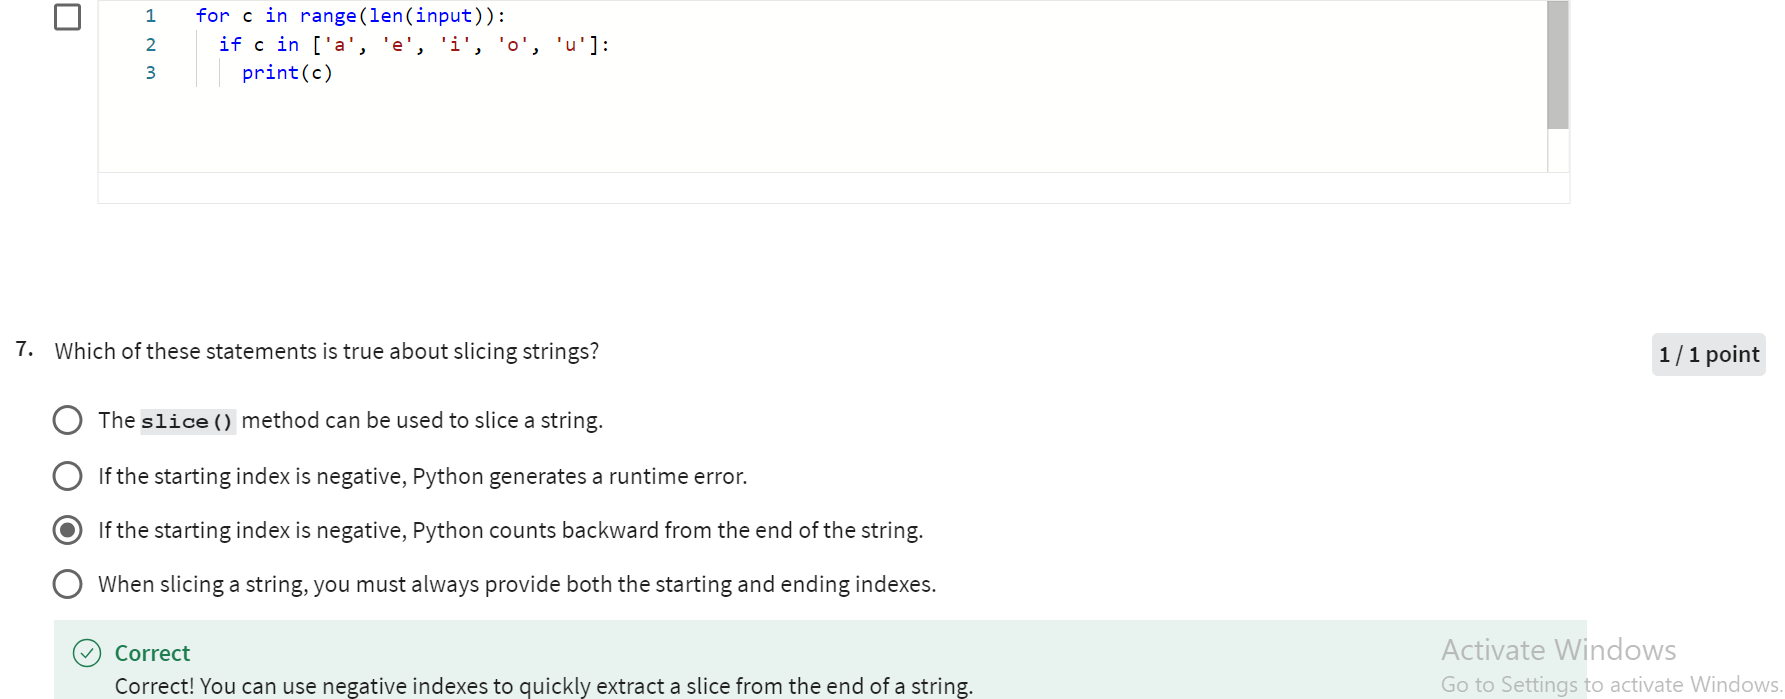 1 for c in range(len(input)):
2 if c in ['a', 'e', 'i', 'o', 'u']:
3 print(c)
7. Which of these statements is true about slicing strings?
1 / 1 point
The slice() method can be used to slice a string.
If the starting index is negative, Python generates a runtime error.
If the starting index is negative, Python counts backward from the end of the string.
When slicing a string, you must always provide both the starting and ending indexes.
Correct
Correct! You can use negative indexes to quickly extract a slice from the end of a string.
Activate Windows
Go to Settings to activate Windows.